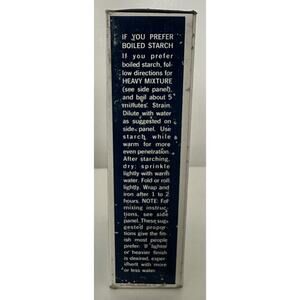 IF YOU PREFER
BOILED STARCH
If you prefer
boiled starch, fol-
low directions for
HEAVY MIXTURE
(see side panel),
and boil about 5
minutes. Strain.
Dilute with water
as suggested on
side panel. Use
starch while
warm for more
even penetration.
After starching,
dry; sprinkle
lightly with warm
water. Fold or roll
lightly. Wrap and
iron after 1 to 2
hours. NOTE: For
mixing instruc-
tions, see side
panel. These sug-
gested propor-
tions give the fin-
ish most people
prefer. If lighter
or heavier finish
is desired, exper-
iment with more
or less water.